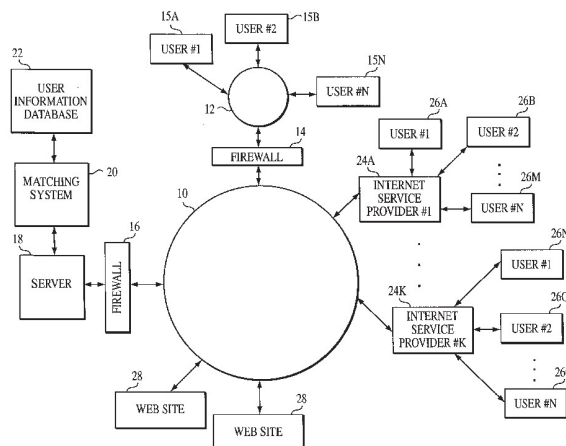 15A
USER #1
15B
USER #2
15N
USER #N
12
14
FIREWALL
22
USER
INFORMATION
DATABASE
20
MATCHING
SYSTEM
18
SERVER
16
FIREWALL
10
26A
USER #1
26B
USER #2
24A
INTERNET
SERVICE
PROVIDER #1
26M
USER #N
26N
USER #1
24K
INTERNET
SERVICE
PROVIDER #K
USER #2
USER #N
28
WEB SITE
28
WEB SITE